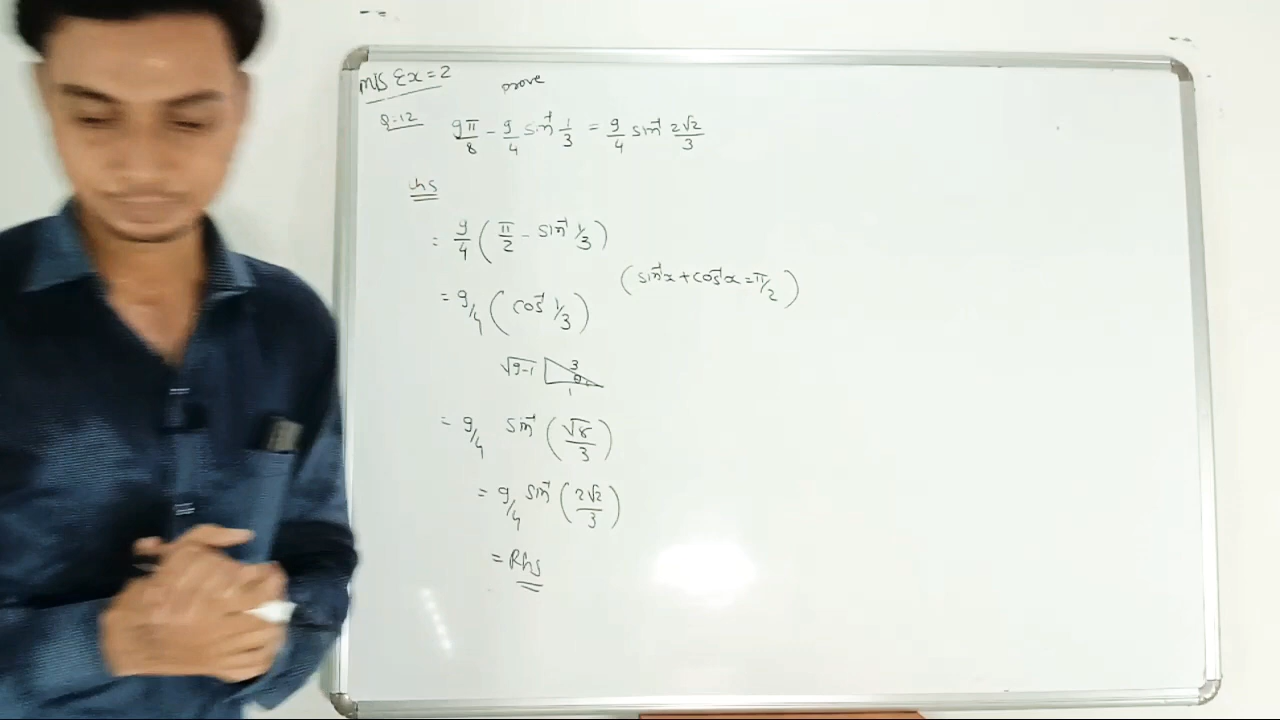 M/S Ex = 2
prove
Q-12 9π/8 - 9/4 sin⁻¹ 1/3 = 9/4 sin⁻¹ 2√2/3
Lhs
= 9/4 ( π/2 - sin⁻¹ 1/3 )
( sin⁻¹x + cos⁻¹x = π/2 )
= 9/4 ( cos⁻¹ 1/3 )
√9-1 3 θ
1
= 9/4 sin⁻¹ ( √8/3 )
= 9/4 sin⁻¹ ( 2√2/3 )
= Rhs